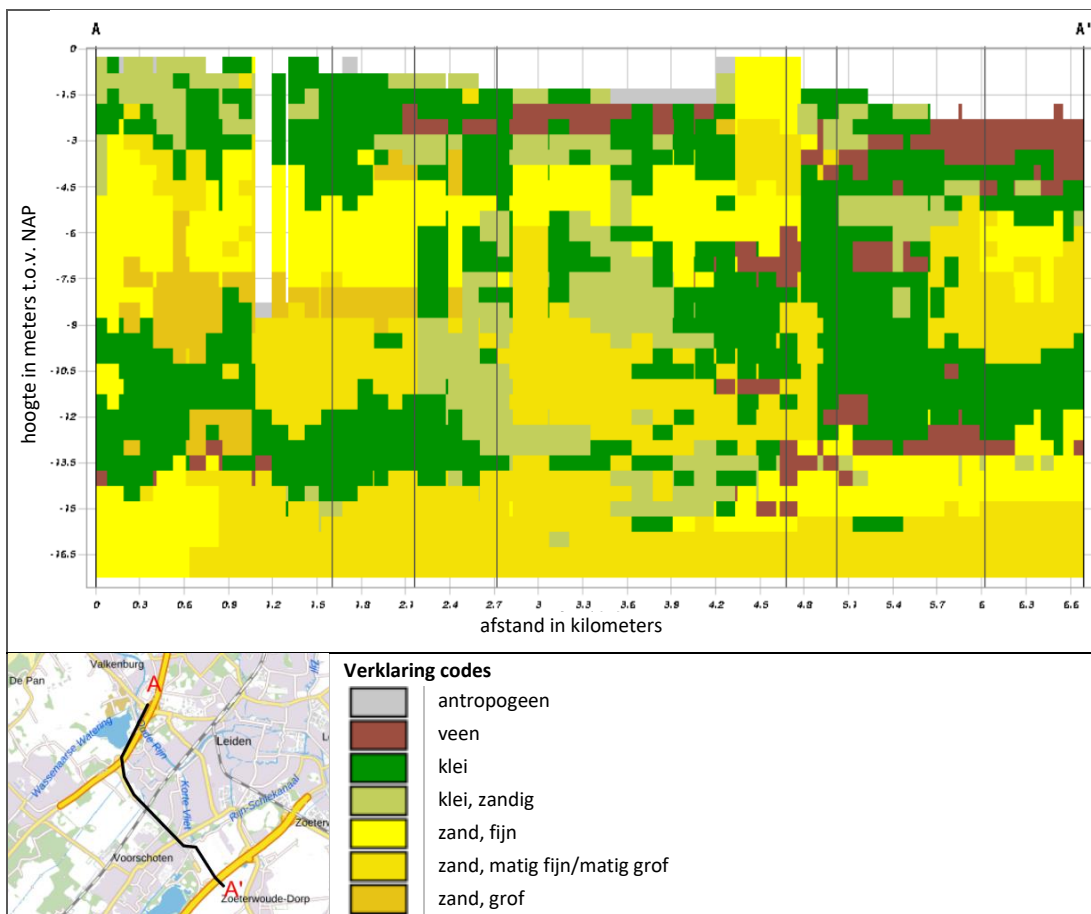 A A'
0
-1.5
-3
-4.5
-6
-7.5
-9
-10.5
-12
-13.5
-15
-16.5
hoogte in meters t.o.v. NAP
0 0.3 0.6 0.9 1.2 1.5 1.8 2.1 2.4 2.7 3 3.3 3.6 3.9 4.2 4.5 4.8 5.1 5.4 5.7 6 6.3 6.6
afstand in kilometers
Valkenburg
De Pan
A
Wassenaarse Watering
Oude Rijn
Leiden
Korte Vliet
Rijn-Schiekanaal
Voorschoten
A'
Zoeterwoude-Dorp
Verklaring codes
antropogeen
veen
klei
klei, zandig
zand, fijn
zand, matig fijn/matig grof
zand, grof